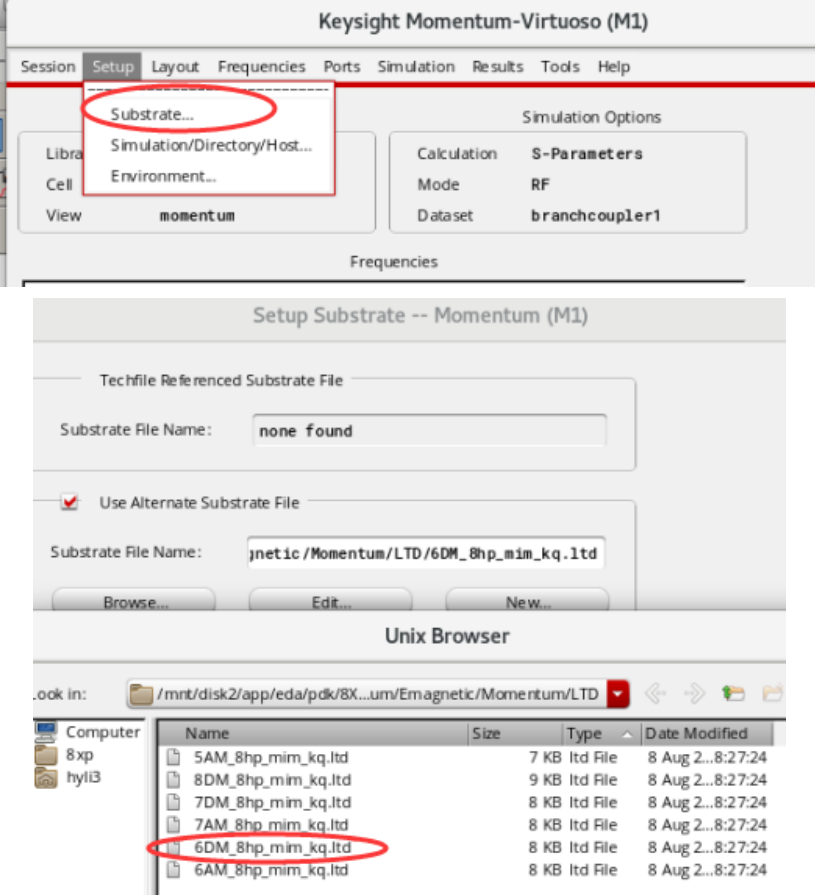 Keysight Momentum-Virtuoso (M1)
Session Setup Layout Frequencies Ports Simulation Results Tools Help
Substrate...
Simulation Options
Simulation/Directory/Host...
Libra
Calculation S-Parameters
Cell
Environment...
Mode RF
View momentum
Dataset branchcoupler1
Frequencies
Setup Substrate -- Momentum (M1)
Techfile Referenced Substrate File
Substrate File Name: none found
Use Alternate Substrate File
Substrate File Name: gnetic/Momentum/LTD/6DM_8hp_mim_kq.ltd
Browse... Edit... New...
Unix Browser
Look in: /mnt/disk2/app/eda/pdk/8X...um/Emagnetic/Momentum/LTD
Computer
8xp
hyli3
Name Size Type Date Modified
5AM_8hp_mim_kq.ltd 7 KB ltd File 8 Aug 2...8:27:24
8DM_8hp_mim_kq.ltd 9 KB ltd File 8 Aug 2...8:27:24
7DM_8hp_mim_kq.ltd 8 KB ltd File 8 Aug 2...8:27:24
7AM_8hp_mim_kq.ltd 8 KB ltd File 8 Aug 2...8:27:24
6DM_8hp_mim_kq.ltd 8 KB ltd File 8 Aug 2...8:27:24
6AM_8hp_mim_kq.ltd 8 KB ltd File 8 Aug 2...8:27:24